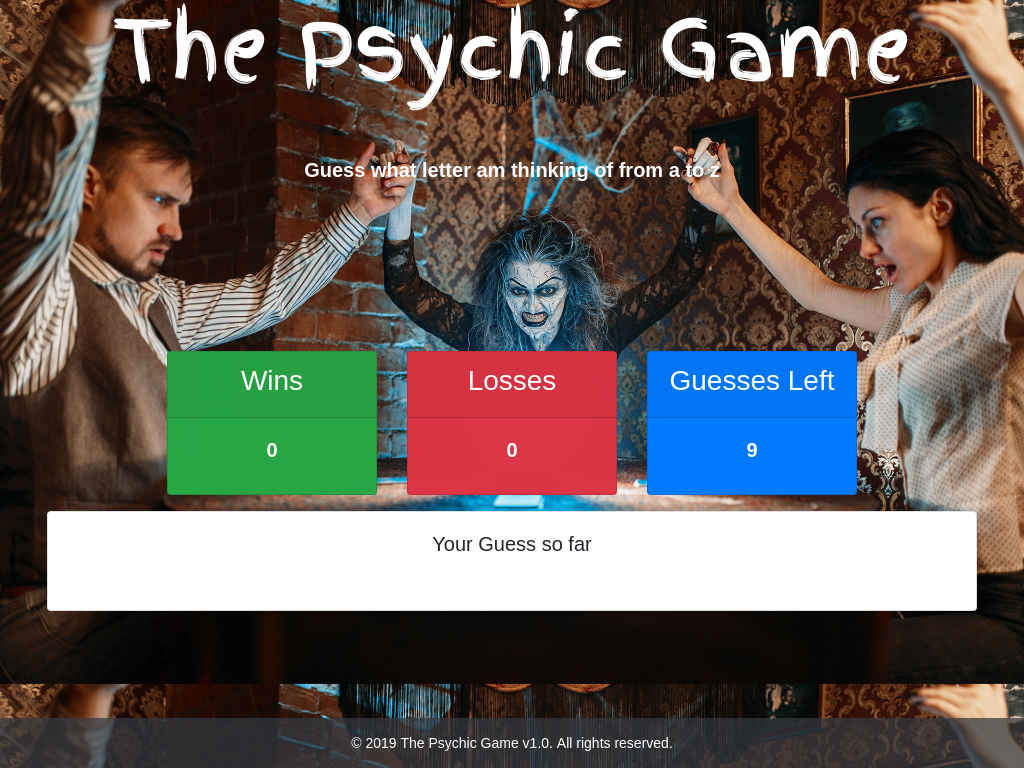 The Psychic Game
Guess what letter am thinking of from a to z
Wins
Losses
Guesses Left
0
0
9
Your Guess so far
© 2019 The Psychic Game v1.0. All rights reserved.